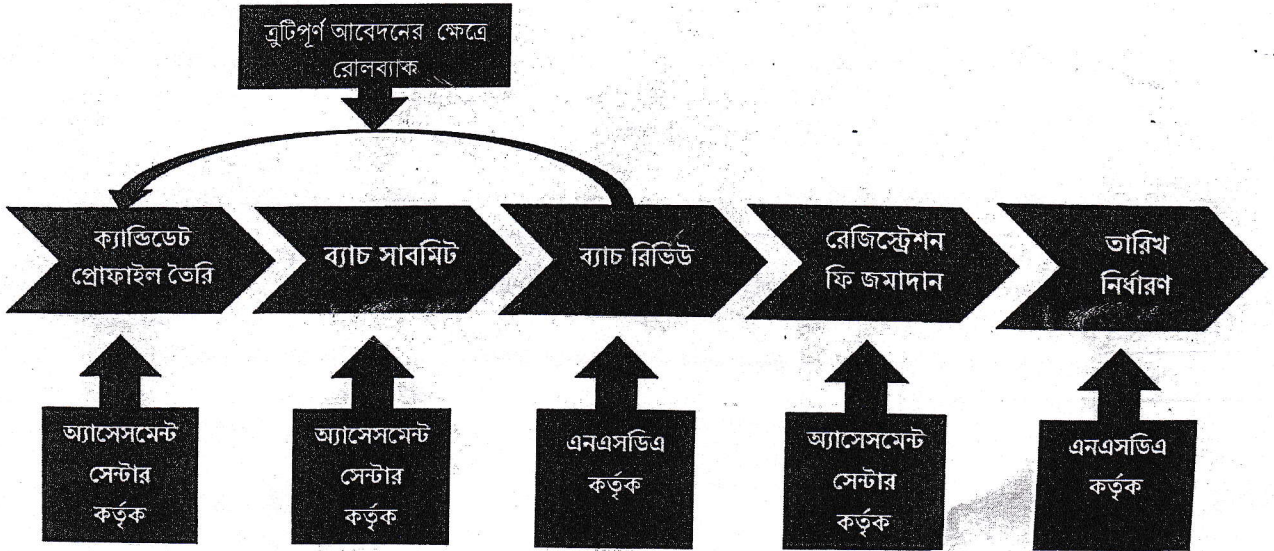 ত্রুটিপূর্ণ আবেদনের ক্ষেত্রে
রোলব্যাক
ক্যান্ডিডেট
প্রোফাইল তৈরি
ব্যাচ সাবমিট
ব্যাচ রিভিউ
রেজিস্ট্রেশন
ফি জমাদান
তারিখ
নির্ধারণ
অ্যাসেসমেন্ট
সেন্টার
কর্তৃক
অ্যাসেসমেন্ট
সেন্টার
কর্তৃক
এনএসডিএ
কর্তৃক
অ্যাসেসমেন্ট
সেন্টার
কর্তৃক
এনএসডিএ
কর্তৃক